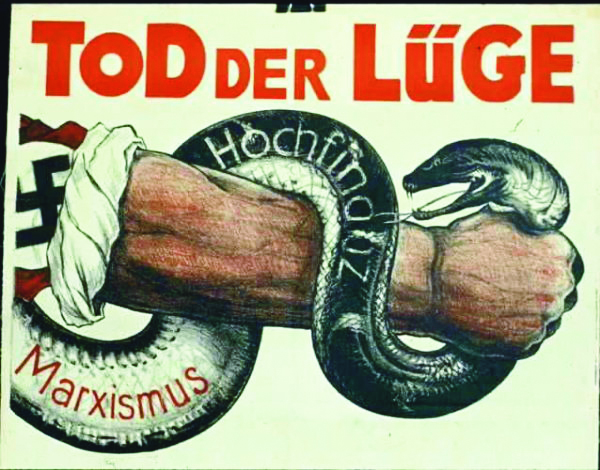 TOD DER LÜGE
Hochfinanz
Marxismus